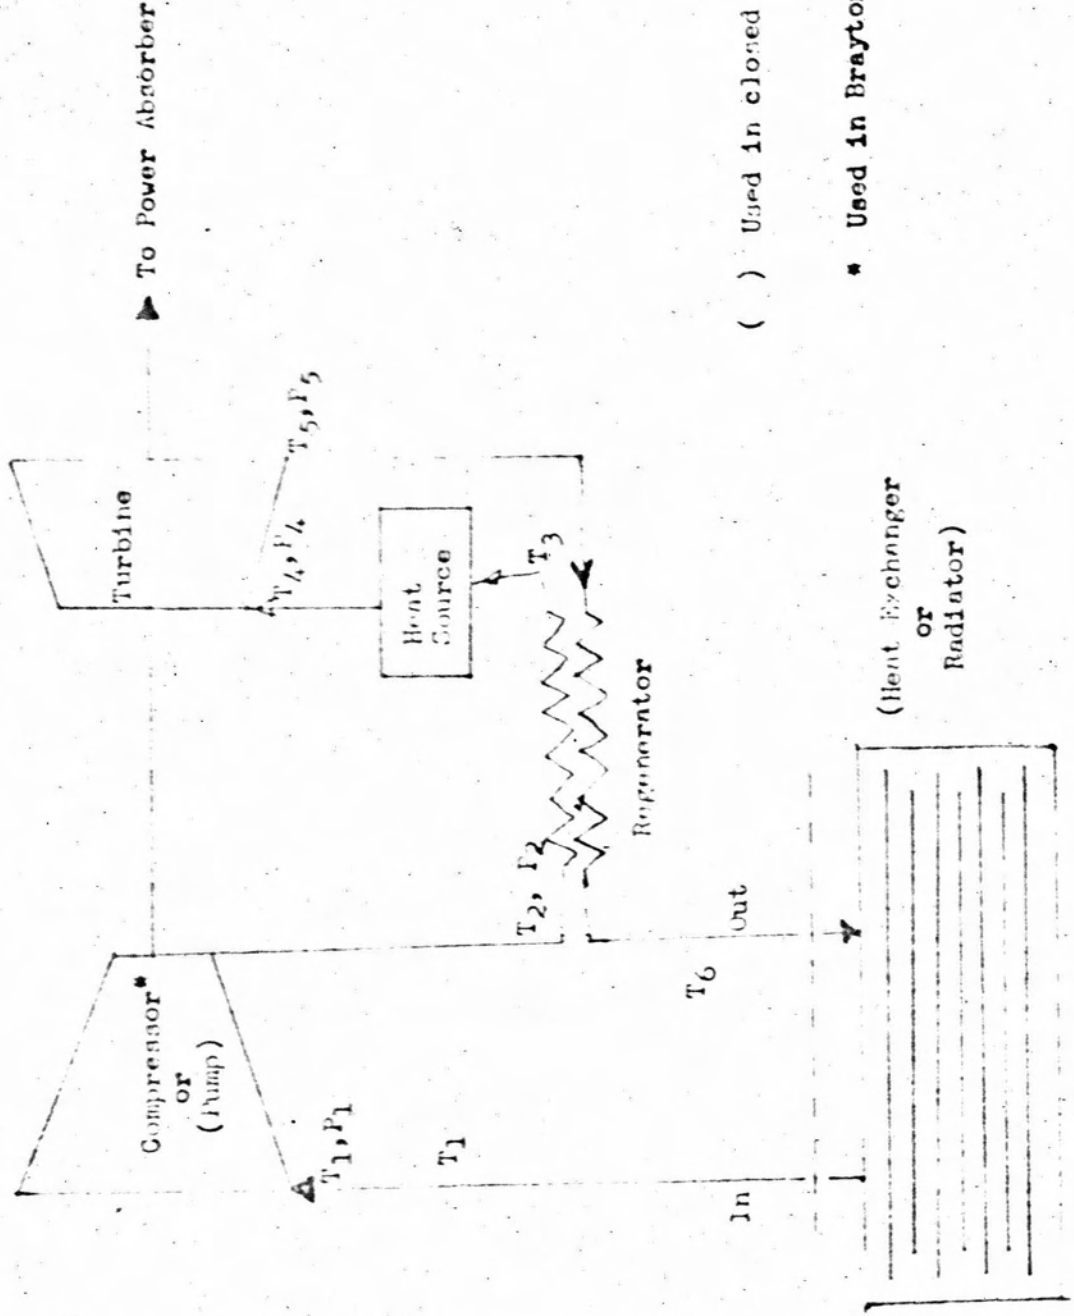 To Power Absorber
Turbine
T4, P4
T5, P5
Heat
Source
T3
Compressor*
or
(Pump)
T1, P1
T1
T2, P2
Regenerator
T6
In
Out
(Heat Exchanger
or
Radiator)
( ) Used in closed
* Used in Brayto